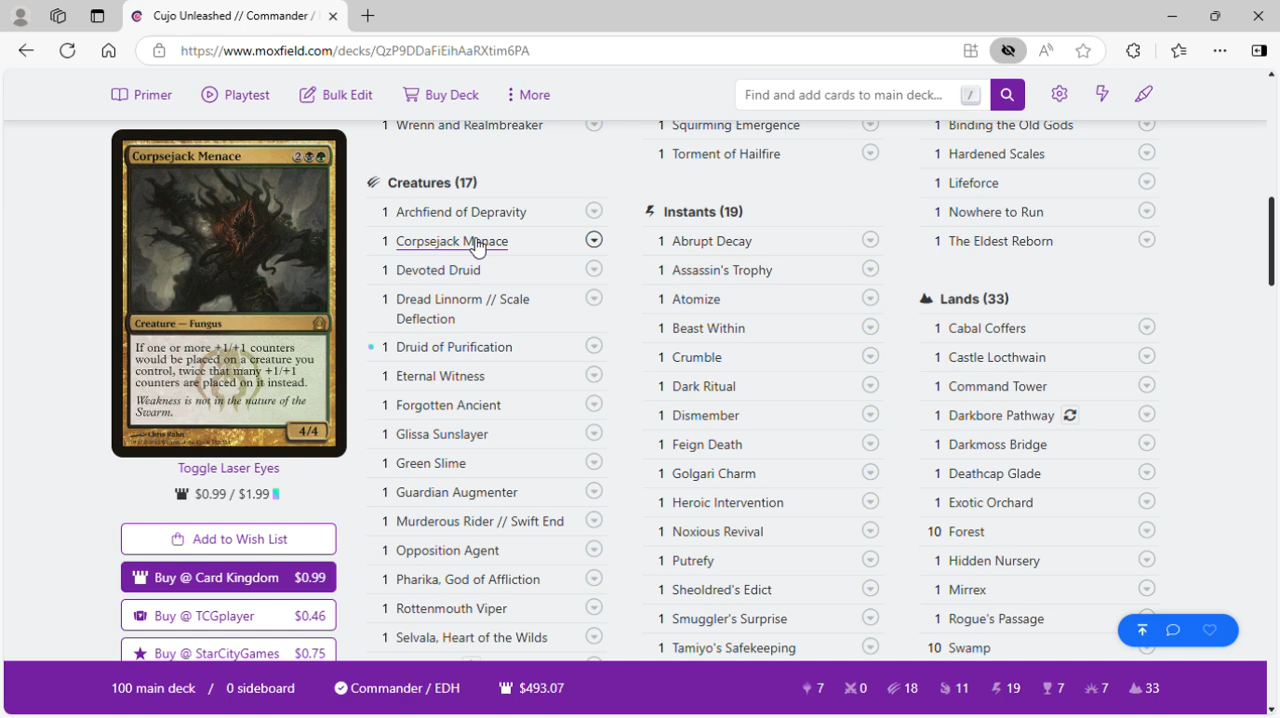 Cujo Unleashed // Commander /
https://www.moxfield.com/decks/QzP9DDaFiEihAaRXtim6PA
Primer
Playtest
Bulk Edit
Buy Deck
More
Find and add cards to main deck...
/
Corpsejack Menace
2
Creature — Fungus
If one or more +1/+1 counters
would be placed on a creature you
control, twice that many +1/+1
counters are placed on it instead.
Weakness is not in the nature of the
Swarm.
Chris Rahn
4/4
Toggle Laser Eyes
$0.99 / $1.99
Add to Wish List
Buy @ Card Kingdom $0.99
Buy @ TCGplayer $0.46
Buy @ StarCityGames $0.75
1 Wrenn and Realmbreaker
Creatures (17)
1 Archfiend of Depravity
1 Corpsejack Menace
1 Devoted Druid
1 Dread Linnorm // Scale
Deflection
1 Druid of Purification
1 Eternal Witness
1 Forgotten Ancient
1 Glissa Sunslayer
1 Green Slime
1 Guardian Augmenter
1 Murderous Rider // Swift End
1 Opposition Agent
1 Pharika, God of Affliction
1 Rottenmouth Viper
1 Selvala, Heart of the Wilds
1 Squirming Emergence
1 Torment of Hailfire
Instants (19)
1 Abrupt Decay
1 Assassin's Trophy
1 Atomize
1 Beast Within
1 Crumble
1 Dark Ritual
1 Dismember
1 Feign Death
1 Golgari Charm
1 Heroic Intervention
1 Noxious Revival
1 Putrefy
1 Sheoldred's Edict
1 Smuggler's Surprise
1 Tamiyo's Safekeeping
1 Binding the Old Gods
1 Hardened Scales
1 Lifeforce
1 Nowhere to Run
1 The Eldest Reborn
Lands (33)
1 Cabal Coffers
1 Castle Locthwain
1 Command Tower
1 Darkbore Pathway
1 Darkmoss Bridge
1 Deathcap Glade
1 Exotic Orchard
10 Forest
1 Hidden Nursery
1 Mirrex
1 Rogue's Passage
10 Swamp
100 main deck / 0 sideboard
Commander / EDH
$493.07
7 0 18 11 19 7 7 33